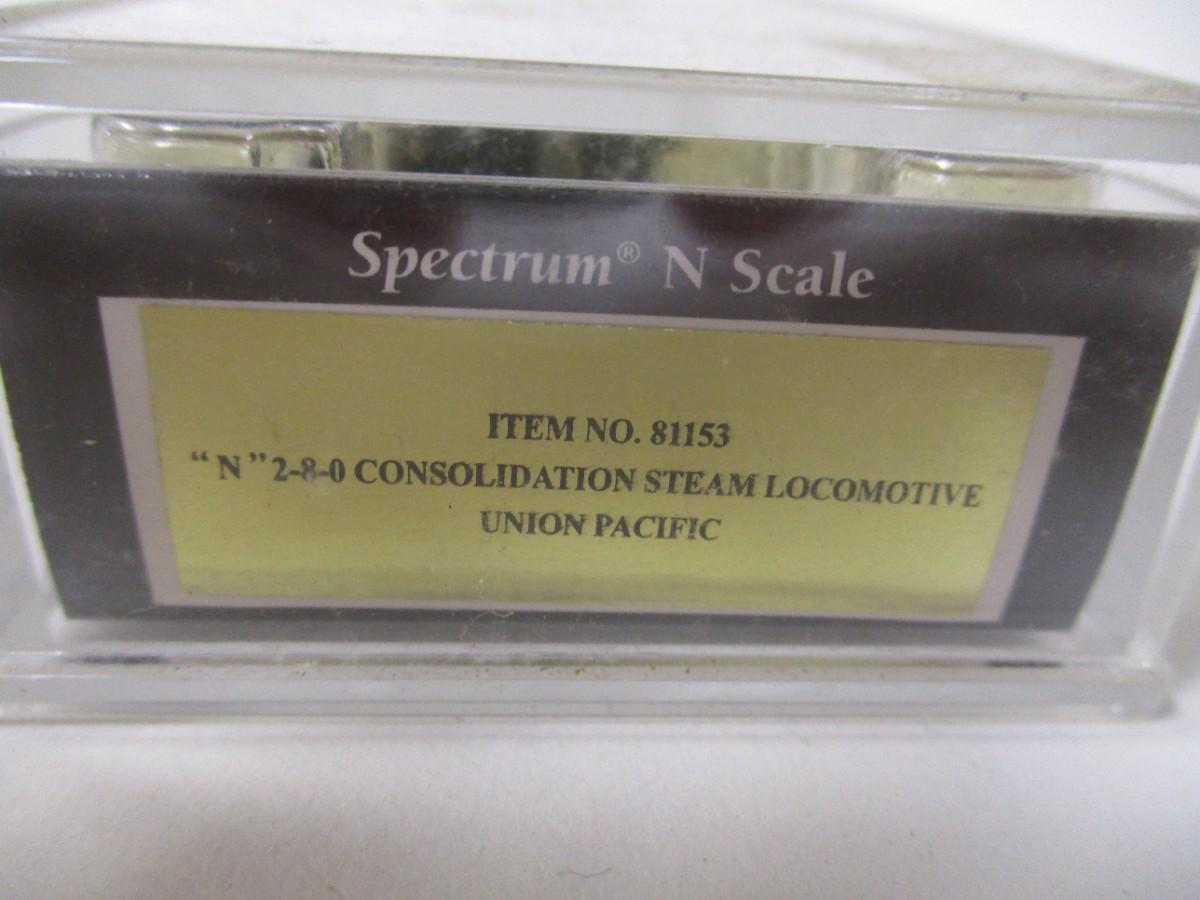 Spectrum® N Scale
ITEM NO. 81153
“N” 2-8-0 CONSOLIDATION STEAM LOCOMOTIVE
UNION PACIFIC